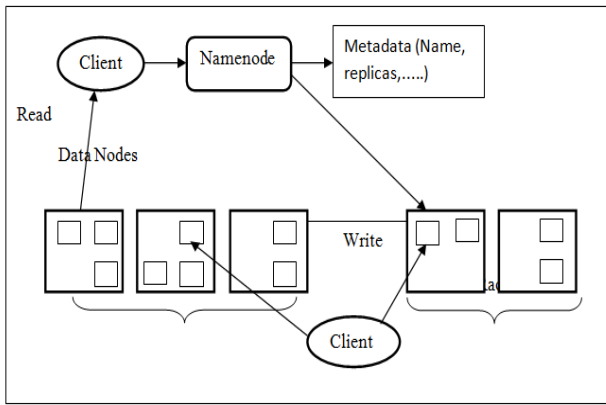 Client
Namenode
Metadata (Name,
replicas,.....)
Read
Data Nodes
Write
Client